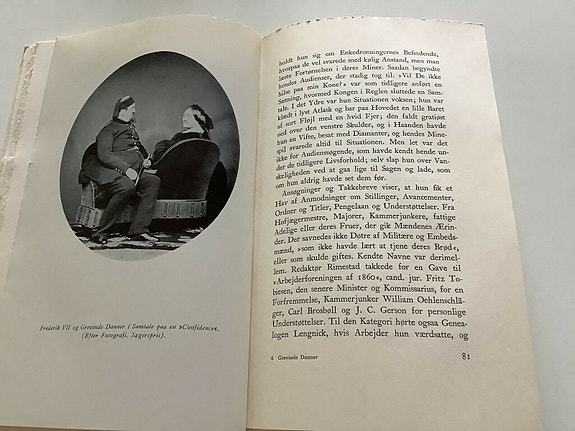 Frederik VII og Grevinde Danner i Samtale paa en »Confidence«.
(Efter Fotografi. Jægerspris).
holdt hun sig om Enkedronningernes Befindende,
hvorpaa de vel svarede med kølig Anstand, men man
læste Fortørnelsen i deres Miner. Saadan begyndte
hendes Audienser, der stadig tog til. »Vil De ikke
hilse paa min Kone?« var som tidligere anført en
Sætning, hvormed Kongen i Reglen sluttede en Sam-
tale. I det Ydre var hun Situationen voksen; hun var
klædt i lyst Atlask og bar paa Hovedet en lille Baret
af sort Fløjl med en hvid Fjer; den faldt gratiøst
ned over den venstre Skulder, og i Haanden havde
hun en Vifte, besat med Diamanter, og hendes Mine-
spil svarede altid til Situationen. Men let var det
ikke for Audienssøgende, som havde kendt hende un-
der de tidligere Livsforhold; selv slap hun over Van-
skeligheden ved at gaa lige til Sagen og lade, som
om hun aldrig havde set dem før.
Ansøgninger og Takkebreve viser, at hun fik et
Hav af Anmodninger om Stillinger, Avancementer,
Ordner og Titler, Pengelaan og Understøttelser. Fra
Hofjægermestre, Majorer, Kammerjunkere, fattige
Adelige eller deres Fruer, der gik Mændenes Ærin-
der. Der savnedes ikke Døtre af Militære og Embeds-
mænd, »som ikke havde lært at tjene deres Brød«,
eller som skulde giftes. Kendte Navne var derimel-
lem. Redaktør Rimestad takkede for en Gave til
»Arbejderforeningen af 1860«, cand. jur. Fritz To-
biesen, den senere Minister og Kommissarius, for en
Forfremmelse, Kammerjunker William Oehlenschlä-
ger, Carl Brosbøll og J. C. Gerson for personlige
Understøttelser. Til den Kategori hørte ogsaa Genea-
logen Lengnick, hvis Arbejder hun værdsatte, og
6 Grevinde Danner
81